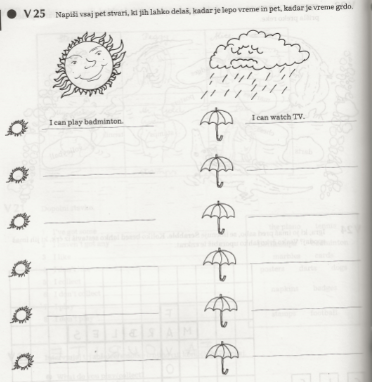 V 25 Napiši vsaj pet stvari, ki jih lahko delaš, kadar je lepo vreme in pet, kadar je vreme grdo.
I can play badminton.
I can watch TV.